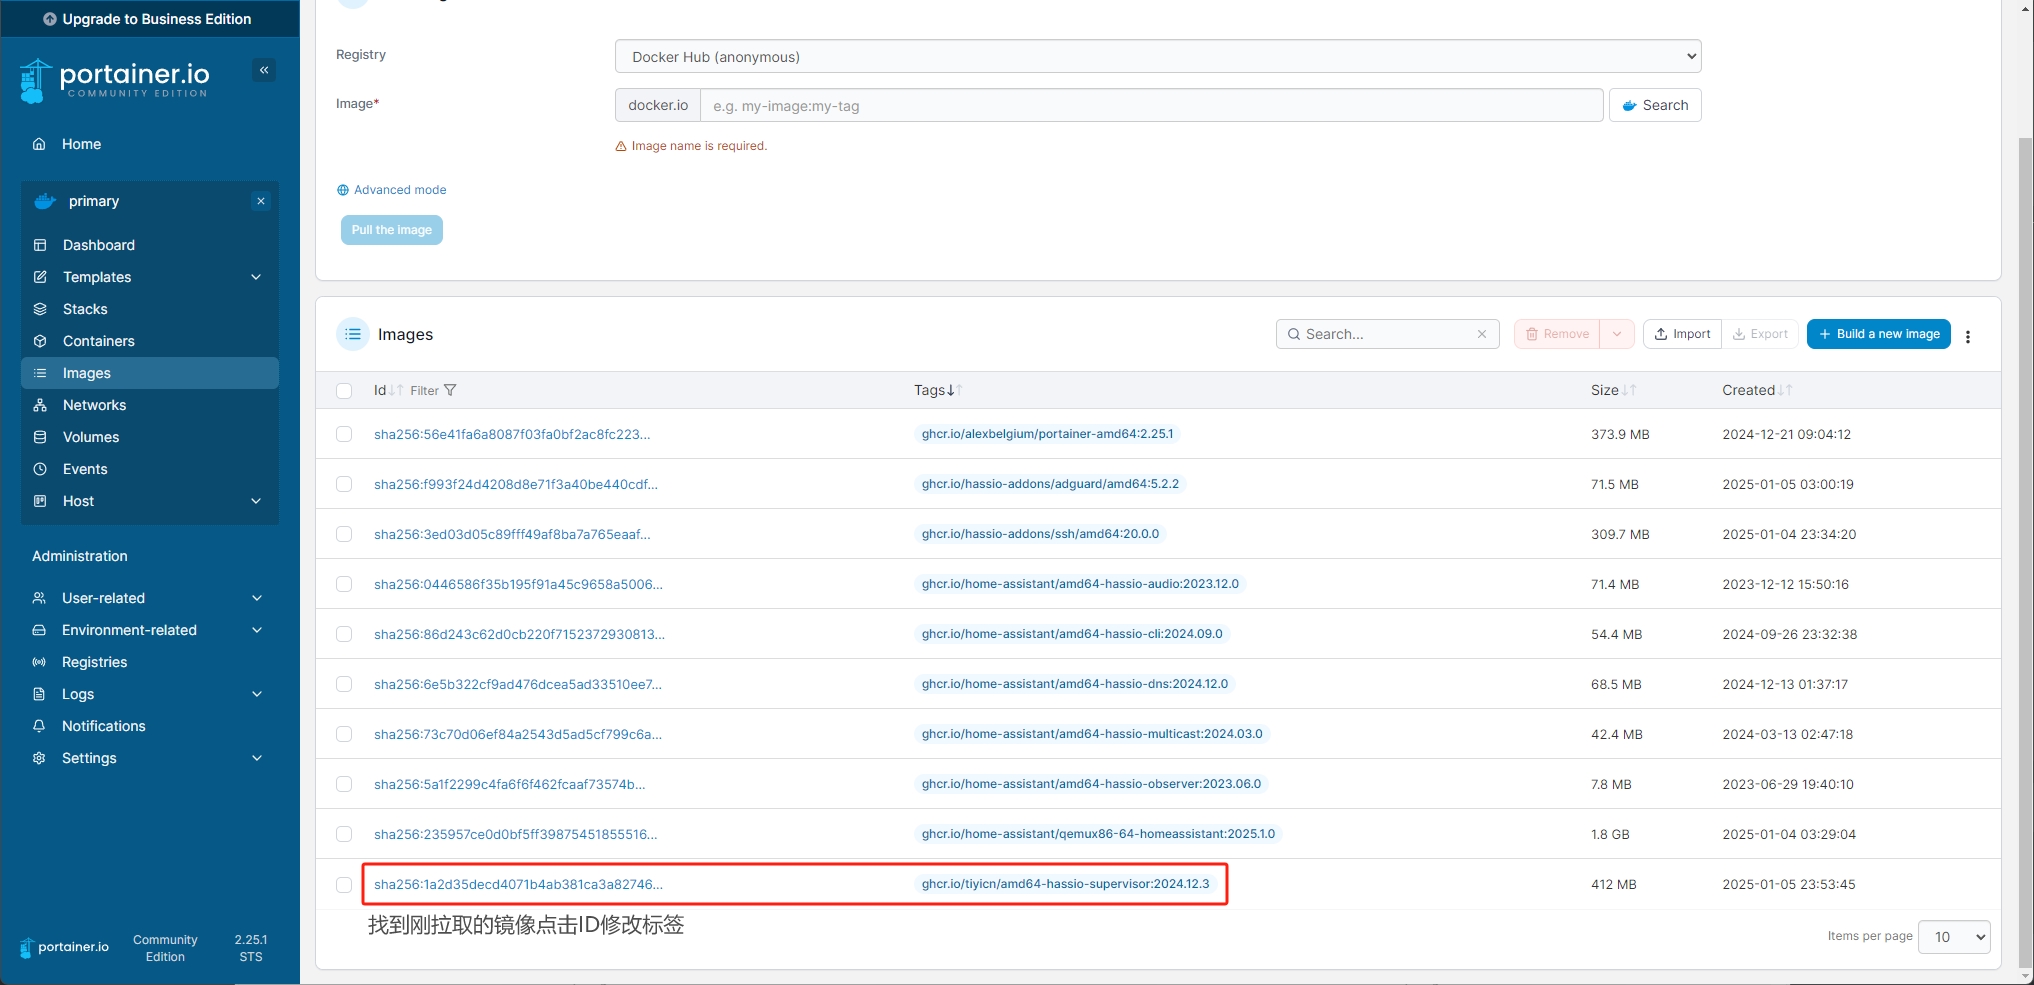 Upgrade to Business Edition
portainer.io
COMMUNITY EDITION
Home
primary
Dashboard
Templates
Stacks
Containers
Images
Networks
Volumes
Events
Host
Administration
User-related
Environment-related
Registries
Logs
Notifications
Settings
portainer.io
Community Edition
2.25.1 STS
Registry
Docker Hub (anonymous)
Image*
docker.io
e.g. my-image:my-tag
Search
Image name is required.
Advanced mode
Pull the image
Images
Search...
Remove
Import
Export
Build a new image
Id Filter Tags Size Created
sha256:56e41fa6a8087f03fa0bf2ac8fc223... ghcr.io/alexbelgium/portainer-amd64:2.25.1 373.9 MB 2024-12-21 09:04:12
sha256:f993f24d4208d8e71f3a40be440cdf... ghcr.io/hassio-addons/adguard/amd64:5.2.2 71.5 MB 2025-01-05 03:00:19
sha256:3ed03d05c89fff49af8ba7a765eaaf... ghcr.io/hassio-addons/ssh/amd64:20.0.0 309.7 MB 2025-01-04 23:34:20
sha256:0446586f35b195f91a45c9658a5006... ghcr.io/home-assistant/amd64-hassio-audio:2023.12.0 71.4 MB 2023-12-12 15:50:16
sha256:86d243c62d0cb220f7152372930813... ghcr.io/home-assistant/amd64-hassio-cli:2024.09.0 54.4 MB 2024-09-26 23:32:38
sha256:6e5b322cf9ad476dcea5ad33510ee7... ghcr.io/home-assistant/amd64-hassio-dns:2024.12.0 68.5 MB 2024-12-13 01:37:17
sha256:73c70d06ef84a2543d5ad5cf799c6a... ghcr.io/home-assistant/amd64-hassio-multicast:2024.03.0 42.4 MB 2024-03-13 02:47:18
sha256:5a1f2299c4fa6f6f462fcaaf73574b... ghcr.io/home-assistant/amd64-hassio-observer:2023.06.0 7.8 MB 2023-06-29 19:40:10
sha256:235957ce0d0bf5ff39875451855516... ghcr.io/home-assistant/qemux86-64-homeassistant:2025.1.0 1.8 GB 2025-01-04 03:29:04
sha256:1a2d35decd4071b4ab381ca3a82746... ghcr.io/tiyicn/amd64-hassio-supervisor:2024.12.3 412 MB 2025-01-05 23:53:45
找到刚拉取的镜像点击ID修改标签
Items per page 10